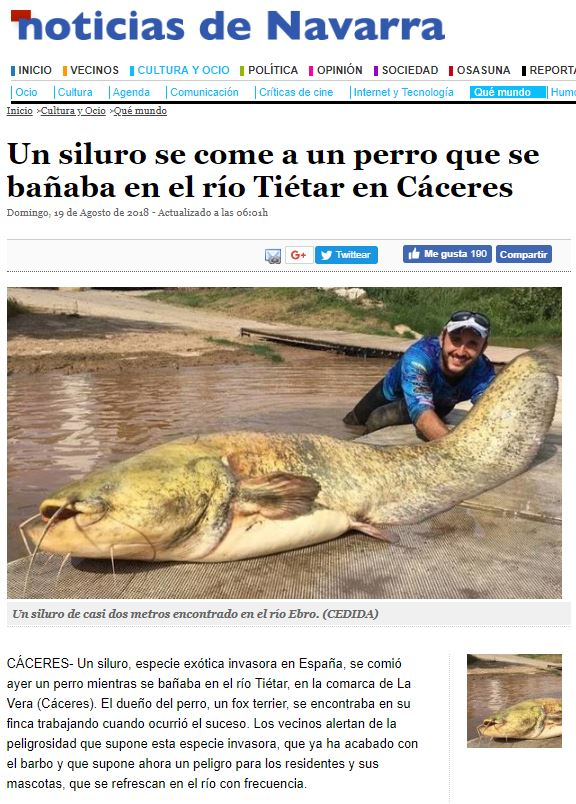 noticias de Navarra
INICIO VECINOS CULTURA Y OCIO POLÍTICA OPINIÓN SOCIEDAD OSASUNA REPORTA
Ocio Cultura Agenda Comunicación Críticas de cine Internet y Tecnología Qué mundo Humo
Inicio >Cultura y Ocio >Qué mundo
Un siluro se come a un perro que se
bañaba en el río Tiétar en Cáceres
Domingo, 19 de Agosto de 2018 - Actualizado a las 06:01h
G+ Twittear Me gusta 190 Compartir
Un siluro de casi dos metros encontrado en el río Ebro. (CEDIDA)
CÁCERES- Un siluro, especie exótica invasora en España, se comió
ayer un perro mientras se bañaba en el río Tiétar, en la comarca de La
Vera (Cáceres). El dueño del perro, un fox terrier, se encontraba en su
finca trabajando cuando ocurrió el suceso. Los vecinos alertan de la
peligrosidad que supone esta especie invasora, que ya ha acabado con
el barbo y que supone ahora un peligro para los residentes y sus
mascotas, que se refrescan en el río con frecuencia.